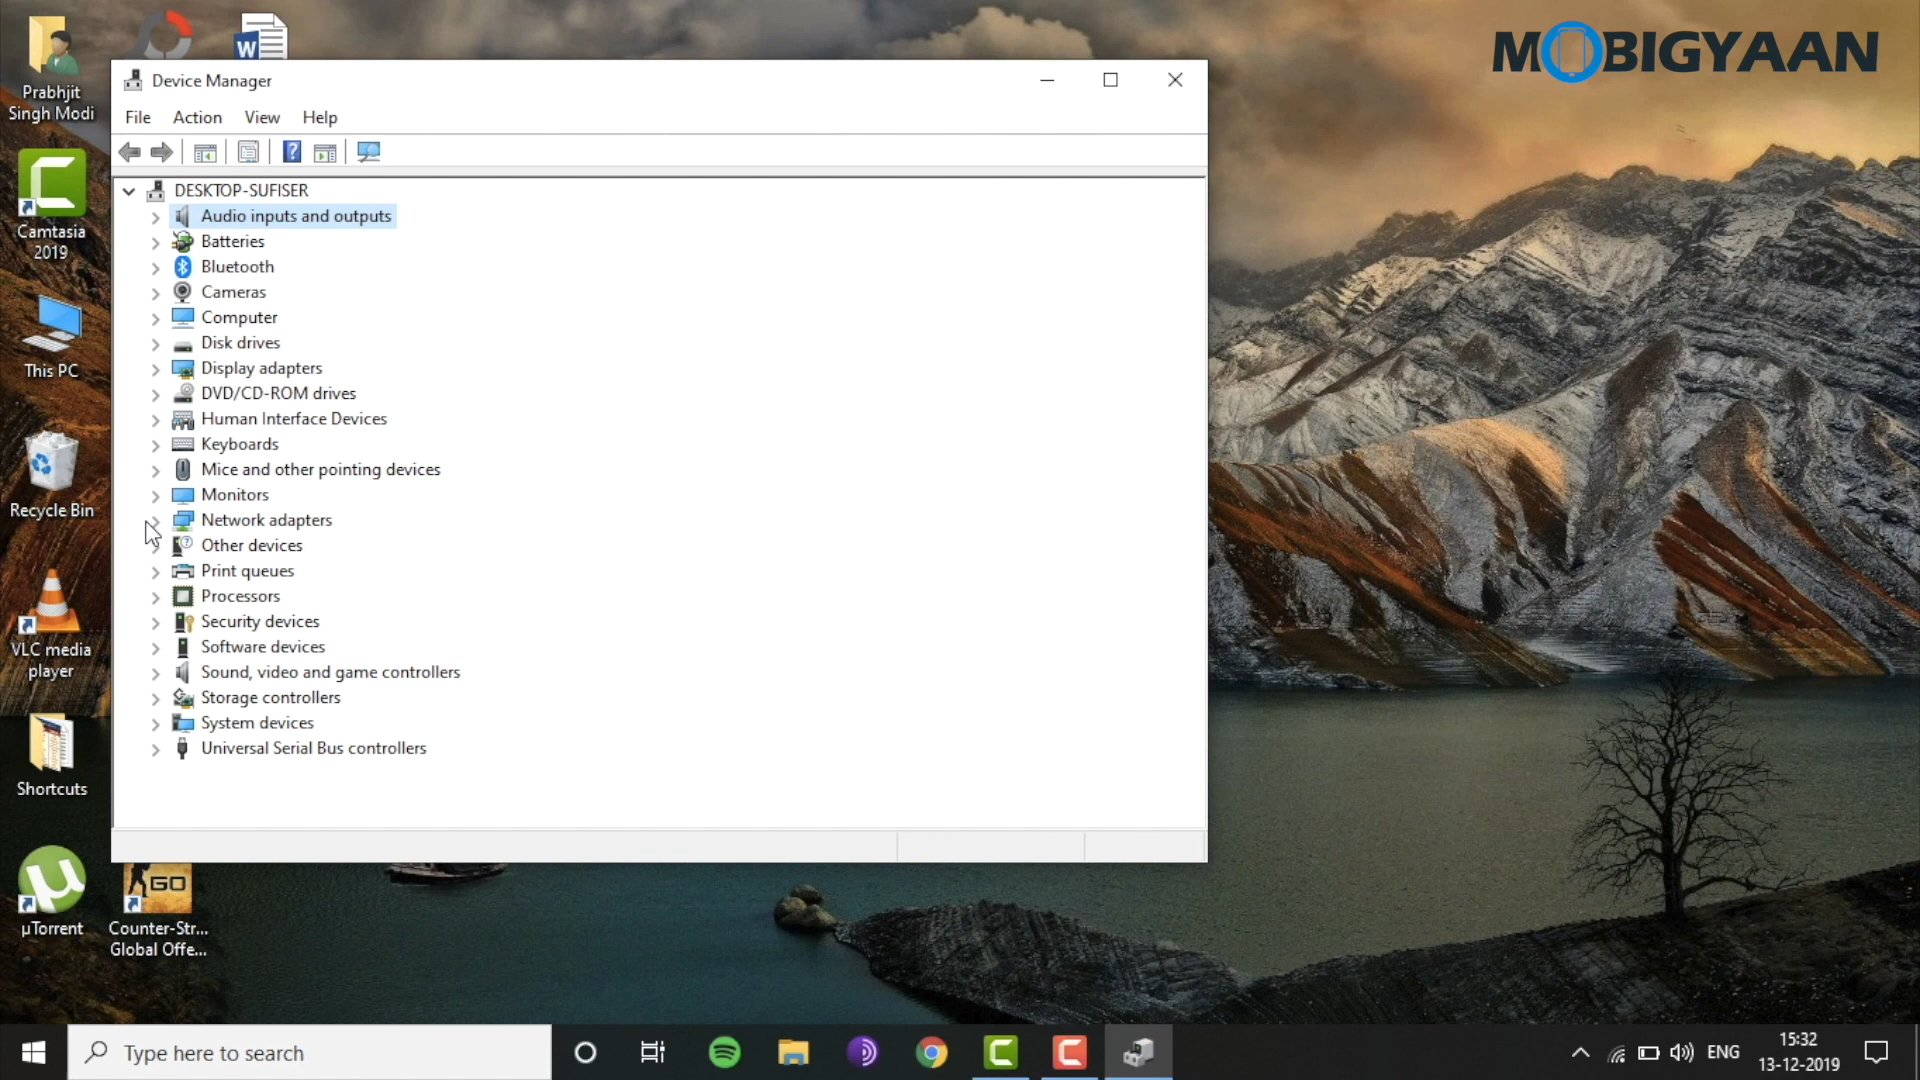 MOBIGYAAN
Prabhjit
Singh Modi
W
Device Manager
File Action View Help
?
DESKTOP-SUFISER
Audio inputs and outputs
Batteries
Bluetooth
Cameras
Computer
Disk drives
Display adapters
DVD/CD-ROM drives
Human Interface Devices
Keyboards
Mice and other pointing devices
Monitors
Network adapters
Other devices
Print queues
Processors
Security devices
Software devices
Sound, video and game controllers
Storage controllers
System devices
Universal Serial Bus controllers
Camtasia
2019
This PC
Recycle Bin
VLC media
player
Shortcuts
µ
µTorrent
GO
Counter-Str...
Global Offe...
Type here to search
ENG
15:32
13-12-2019